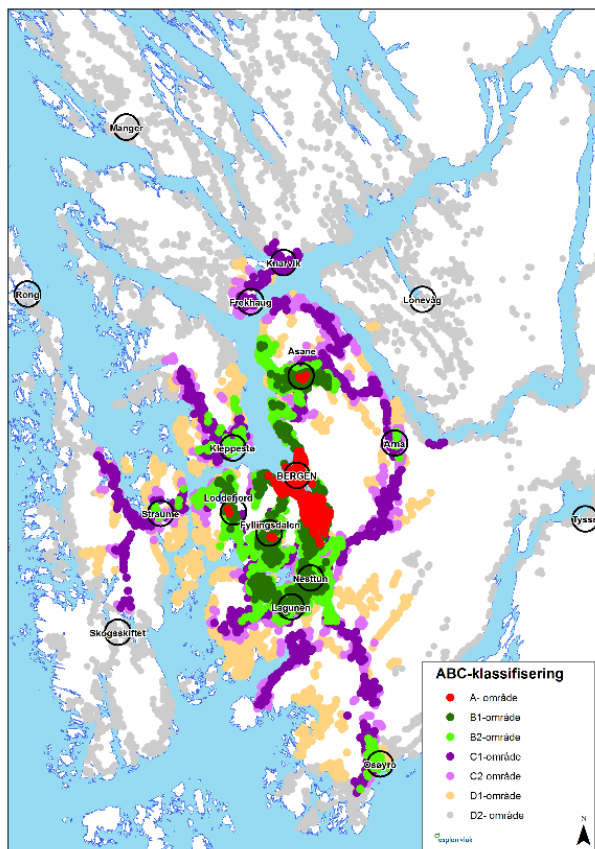 Manger
Knarvik
Rong
Frekhaug
Lonevåg
Åsane
Kleppestø
Arna
BERGEN
Loddefjord
Straume
Fyllingsdalen
Tysse
Nesttun
Lagunen
Skogsskiftet
Osøyro
ABC-klassifisering
A- område
B1-område
B2-område
C1-område
C2 område
D1-område
D2- område
N